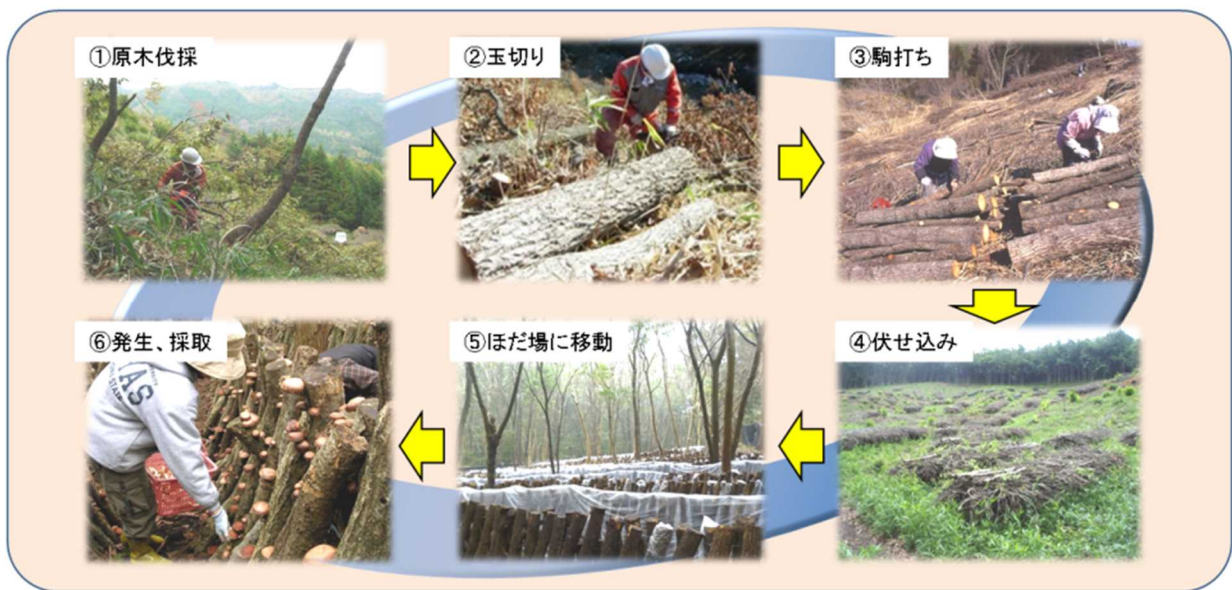 ①原木伐採
②玉切り
③駒打ち
④伏せ込み
⑤ほだ場に移動
⑥発生、採取